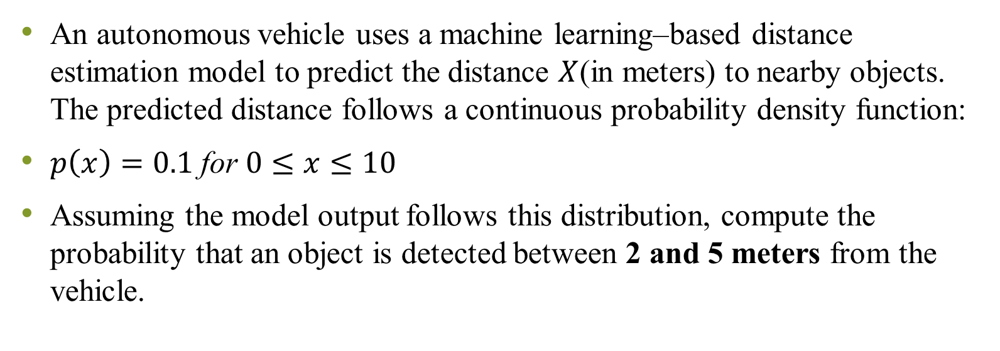 • An autonomous vehicle uses a machine learning–based distance
estimation model to predict the distance X(in meters) to nearby objects.
The predicted distance follows a continuous probability density function:
• p(x) = 0.1 for 0 ≤ x ≤ 10
• Assuming the model output follows this distribution, compute the
probability that an object is detected between 2 and 5 meters from the
vehicle.